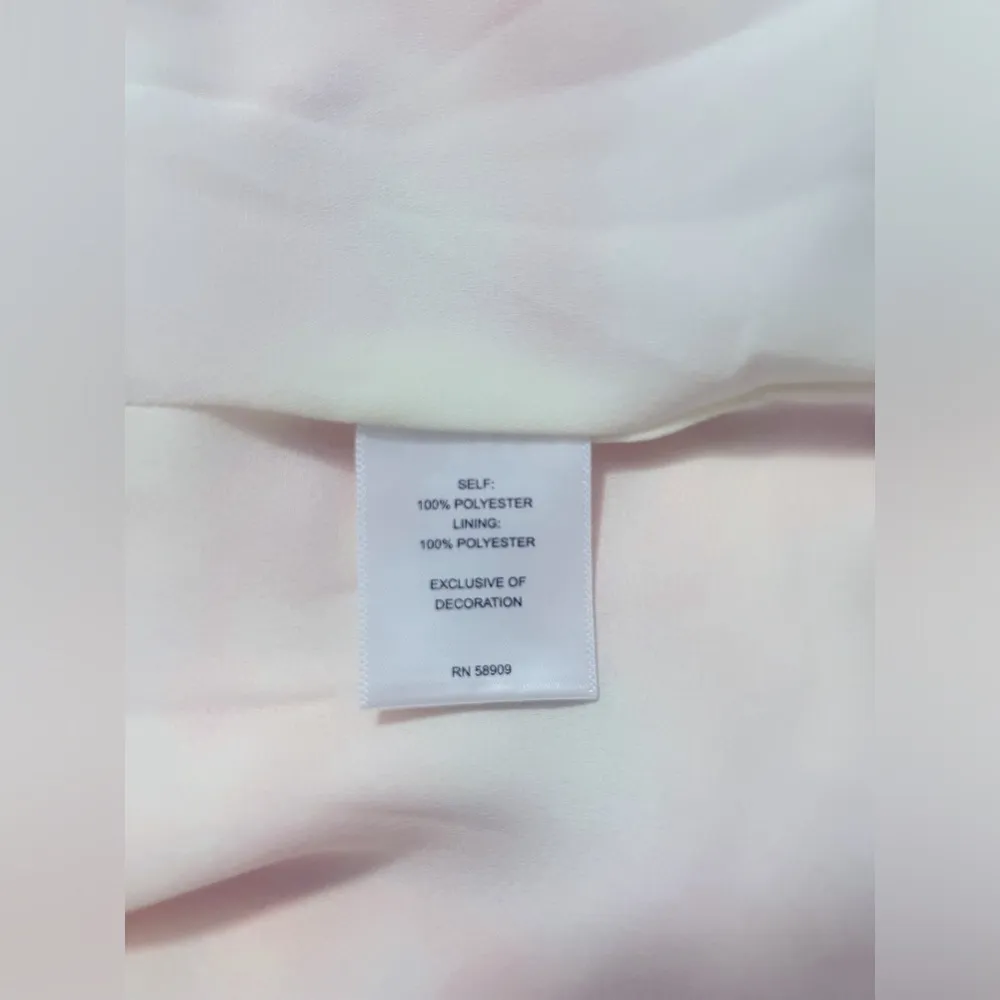 SELF:
100% POLYESTER
LINING:
100% POLYESTER
EXCLUSIVE OF
DECORATION
RN 58909